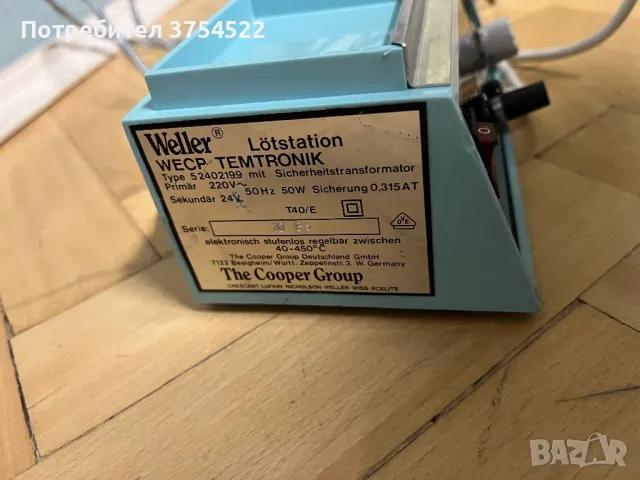 Потребител 3754522
Weller® Lötstation
WECP TEMTRONIK
Type 52402199 mit Sicherheitstransformator
Primär 220V~ 50Hz 50W Sicherung 0,315AT
Sekundär 24V
T40/E
Serie:
elektronisch stufenlos regelbar zwischen
40-450°C
The Cooper Group Deutschland GmbH
7122 Besigheim/Württ. Zeppelinstr. 3, W. Germany
The Cooper Group
CRESCENT·LUFKIN·NICHOLSON·WELLER·WISS·XCELITE
BAZAR